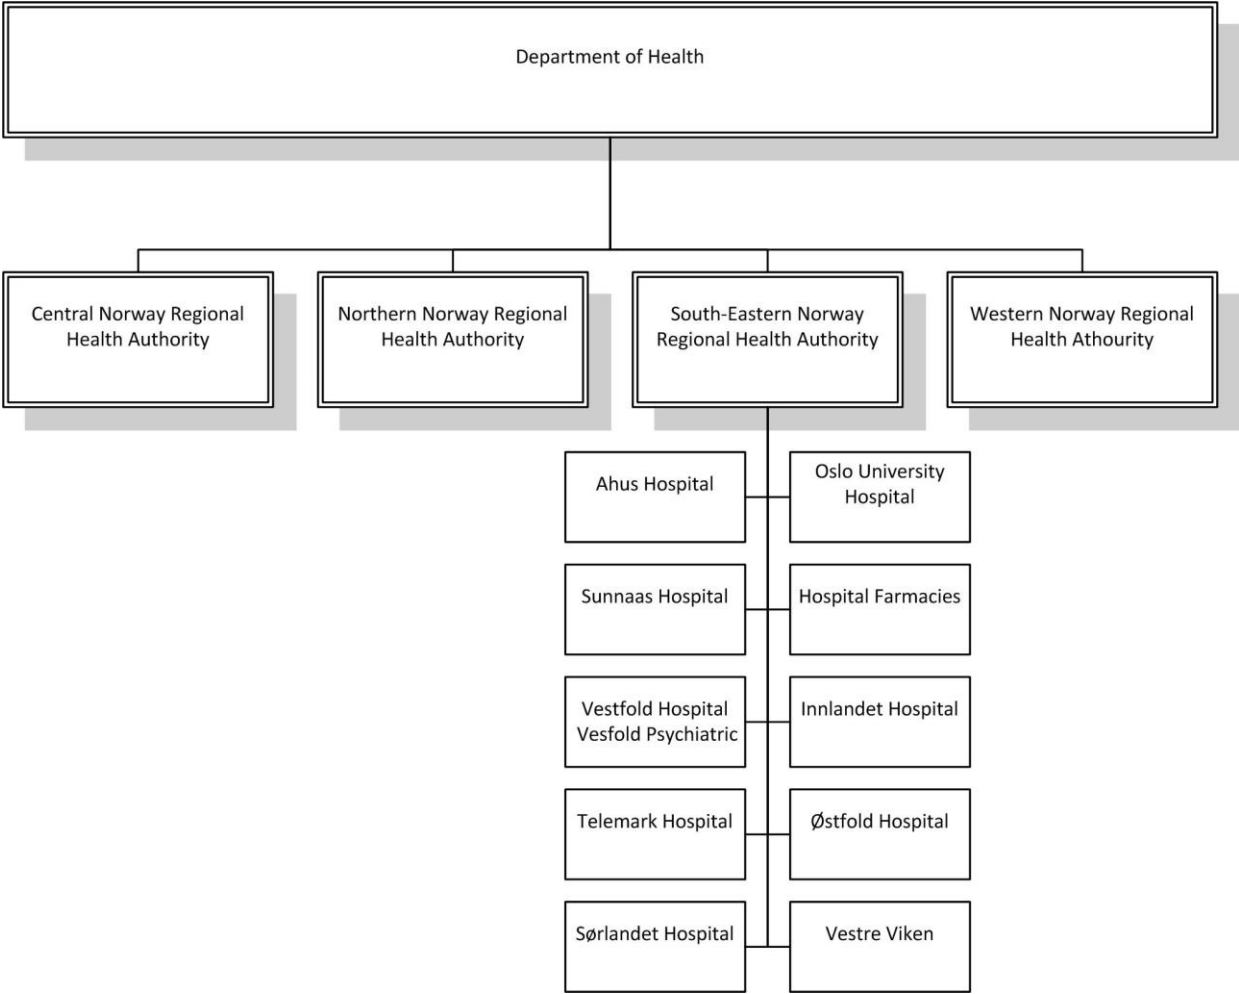 Department of Health
Central Norway Regional
Health Authority
Northern Norway Regional
Health Authority
South-Eastern Norway
Regional Health Authority
Western Norway Regional
Health Athourity
Ahus Hospital
Oslo University
Hospital
Sunnaas Hospital
Hospital Farmacies
Vestfold Hospital
Vesfold Psychiatric
Innlandet Hospital
Telemark Hospital
Østfold Hospital
Sørlandet Hospital
Vestre Viken